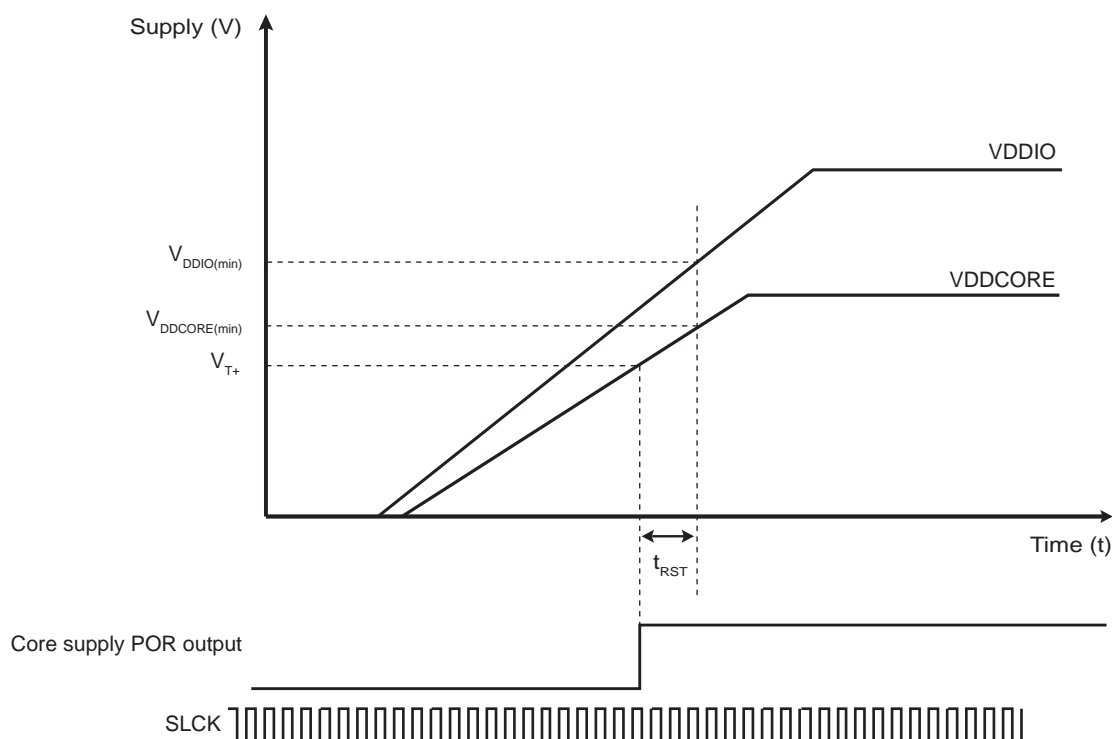 Supply (V)
VDDIO
VDDIO(min)
VDDCORE
VDDCORE(min)
VT+
Time (t)
tRST
Core supply POR output
SLCK